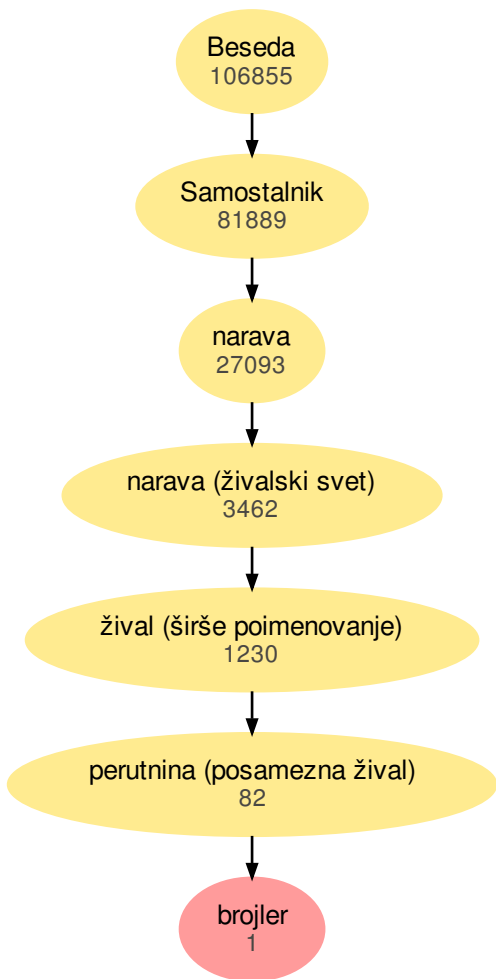 Beseda
106855
Samostalnik
81889
narava
27093
narava (živalski svet)
3462
žival (širše poimenovanje)
1230
perutnina (posamezna žival)
82
brojler
1